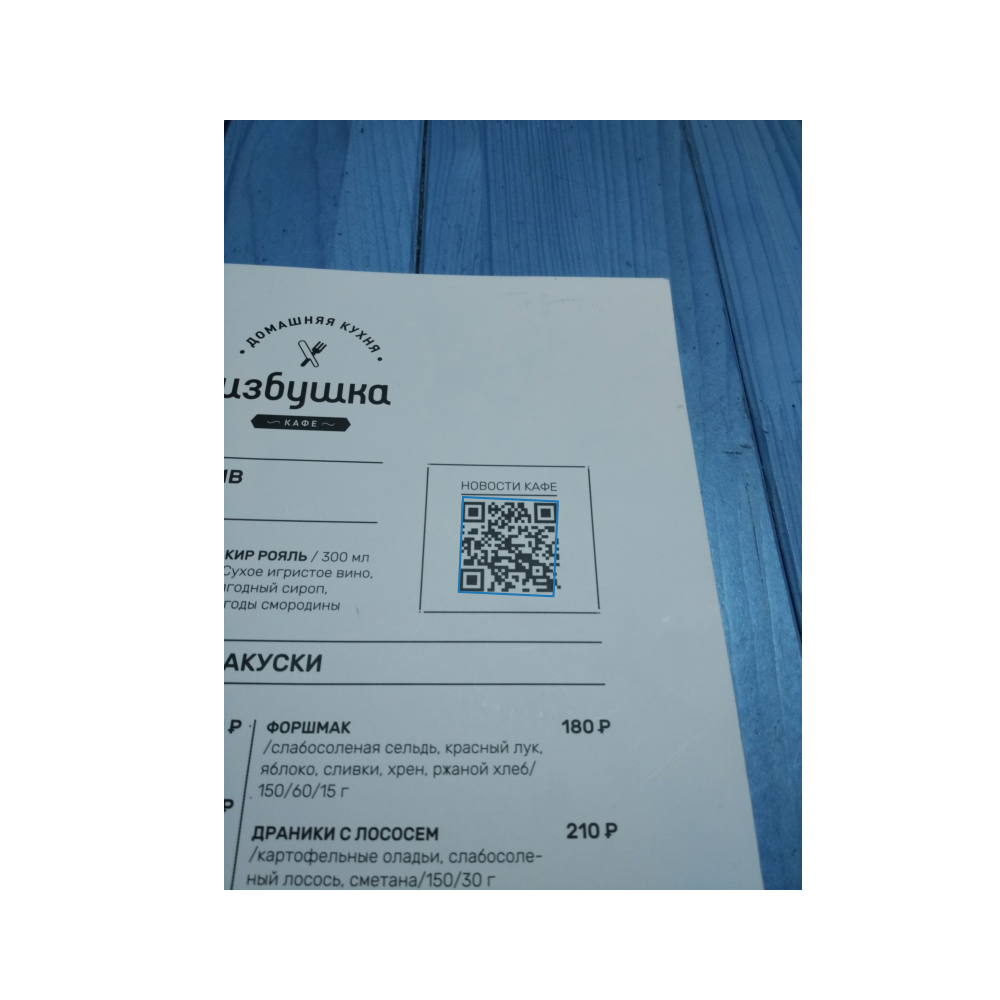 • ДОМАШНЯЯ КУХНЯ •
избушка
КАФЕ
НОВОСТИ КАФЕ
КИР РОЯЛЬ / 300 мл
Сухое игристое вино,
ягодный сироп,
ягоды смородины
АКУСКИ
₽
ФОРШМАК 180 ₽
/слабосоленая сельдь, красный лук,
яблоко, сливки, хрен, ржаной хлеб/
150/60/15 г
₽
ДРАНИКИ С ЛОСОСЕМ 210 ₽
/картофельные оладьи, слабосоле-
ный лосось, сметана/150/30 г